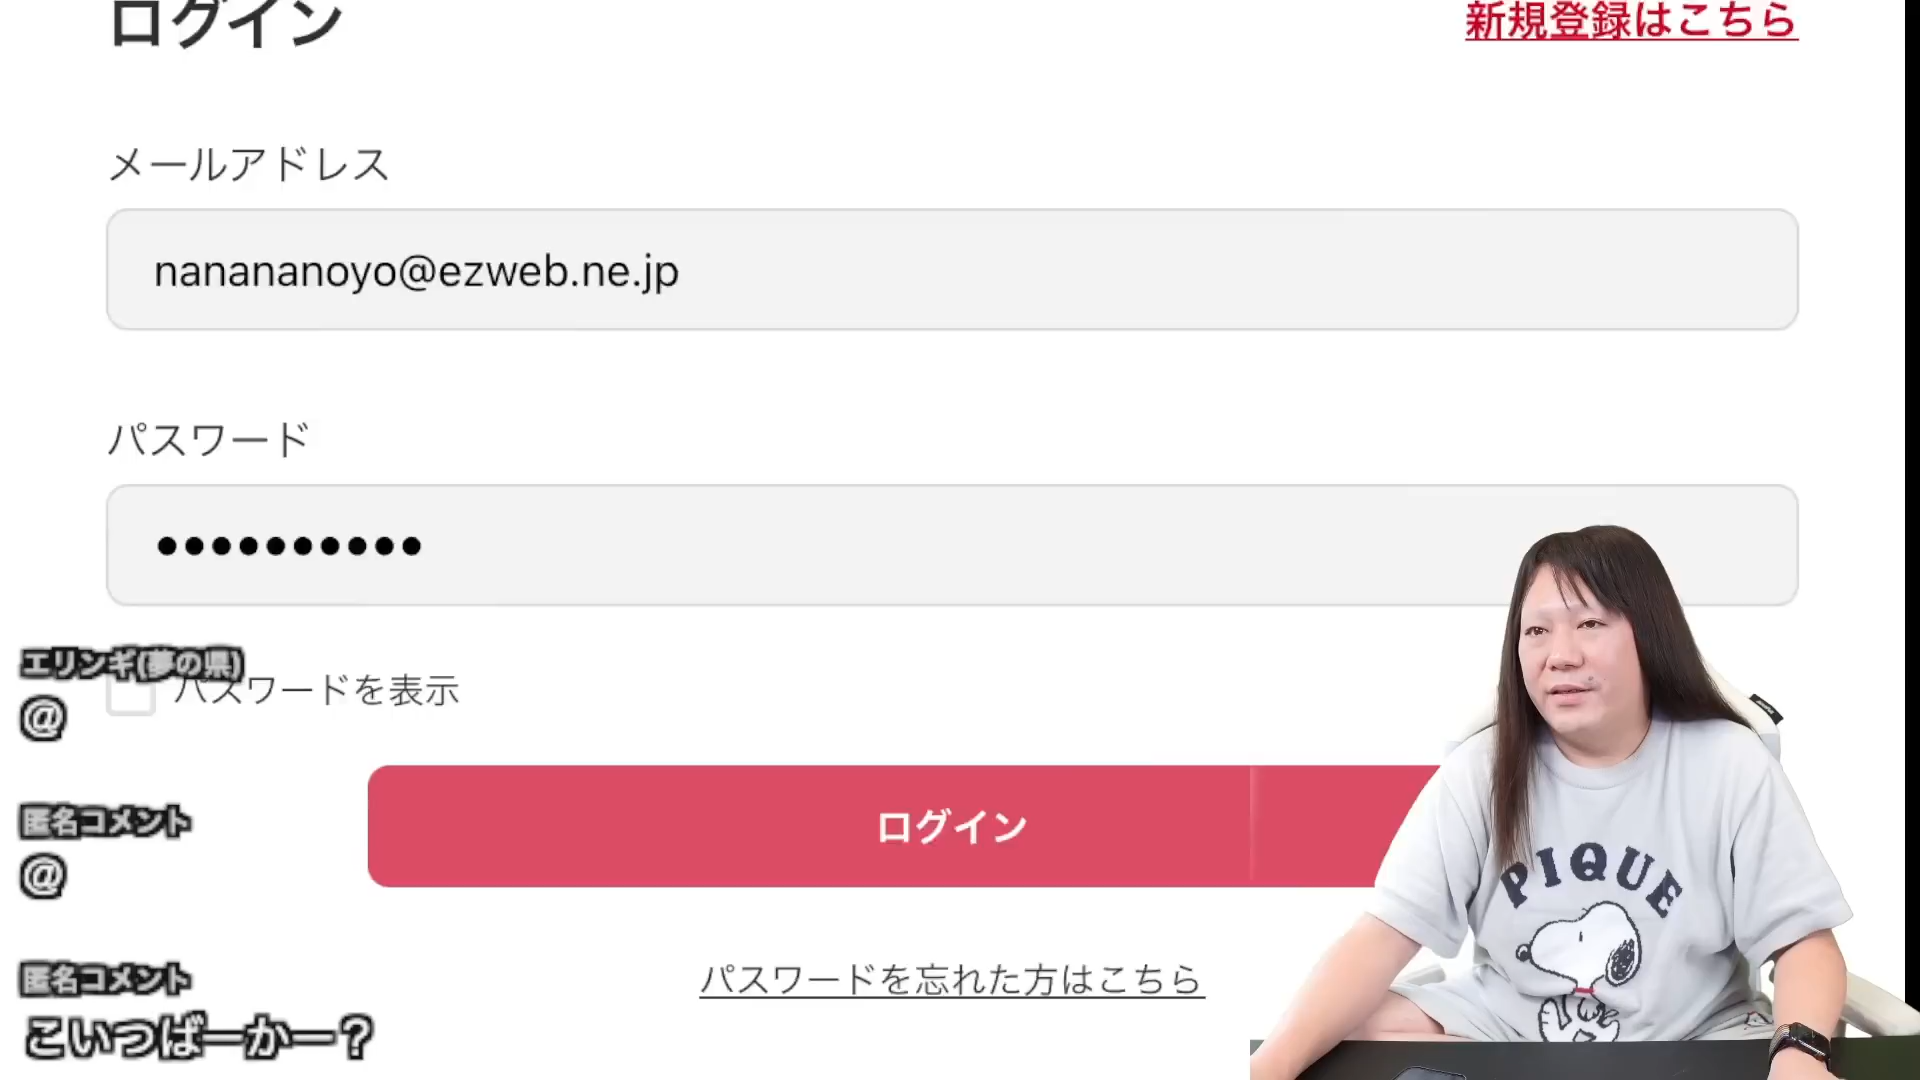 ログイン
新規登録はこちら
メールアドレス
nanananoyo@ezweb.ne.jp
パスワード
••••••••••
エリンギ(夢の県)
@
パスワードを表示
匿名コメント
@
ログイン
匿名コメント
こいつばーかー？
パスワードを忘れた方はこちら
PIQUE